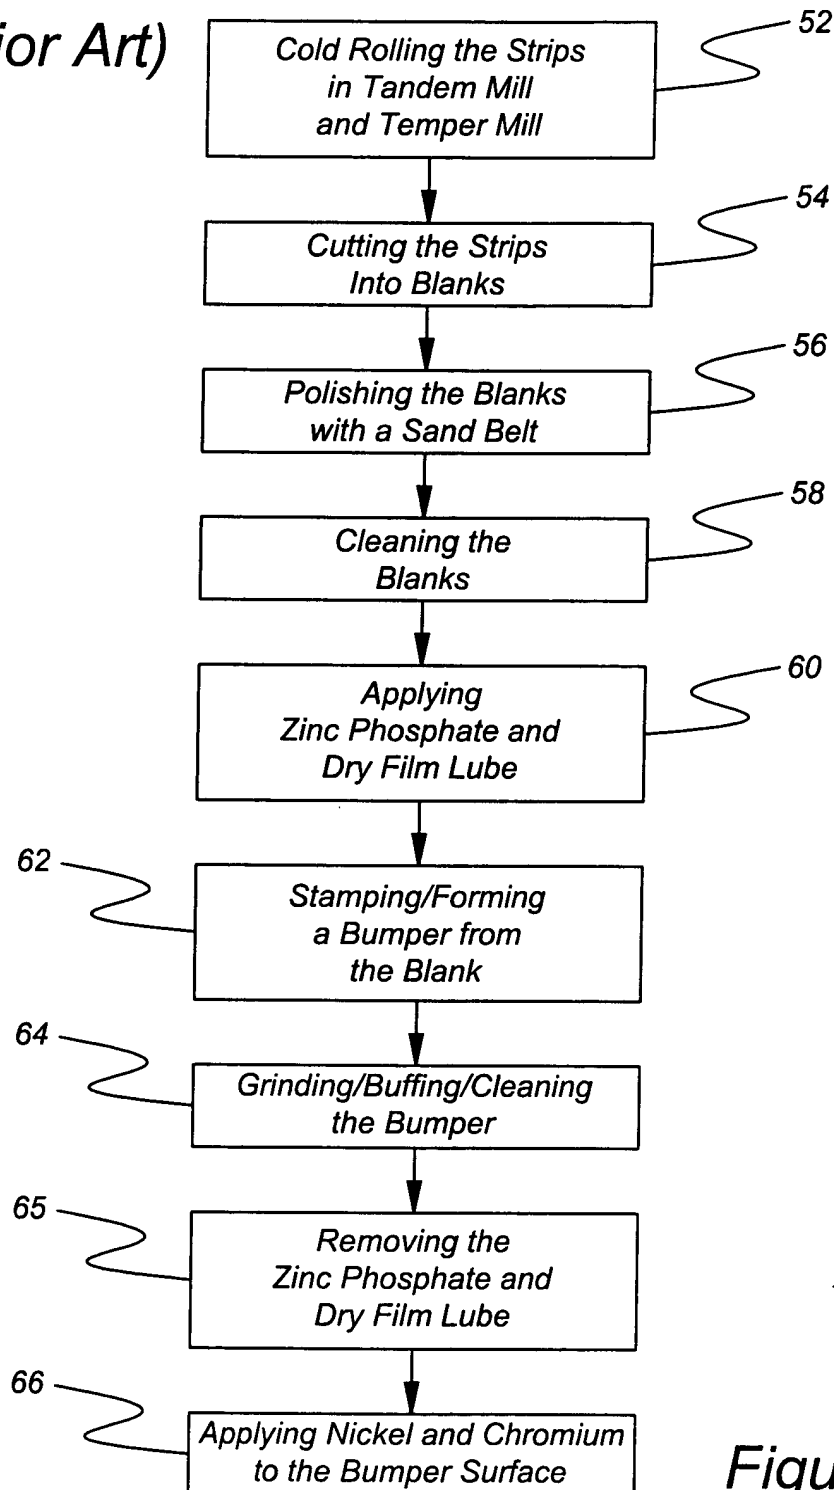 ior Art)
52
Cold Rolling the Strips
in Tandem Mill
and Temper Mill
54
Cutting the Strips
Into Blanks
56
Polishing the Blanks
with a Sand Belt
58
Cleaning the
Blanks
60
Applying
Zinc Phosphate and
Dry Film Lube
62
Stamping/Forming
a Bumper from
the Blank
64
Grinding/Buffing/Cleaning
the Bumper
65
Removing the
Zinc Phosphate and
Dry Film Lube
66
Applying Nickel and Chromium
to the Bumper Surface
Figu